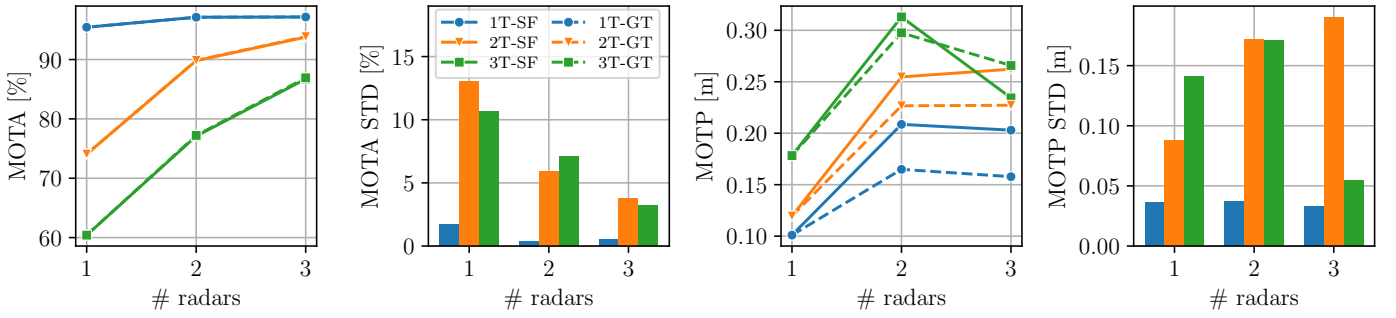 MOTA [%]
90
80
70
60
1
2
3
# radars
MOTA STD [%]
15
10
5
0
1T-SF
1T-GT
2T-SF
2T-GT
3T-SF
3T-GT
1
2
3
# radars
MOTP [m]
0.30
0.25
0.20
0.15
0.10
1
2
3
# radars
MOTP STD [m]
0.15
0.10
0.05
0.00
1
2
3
# radars